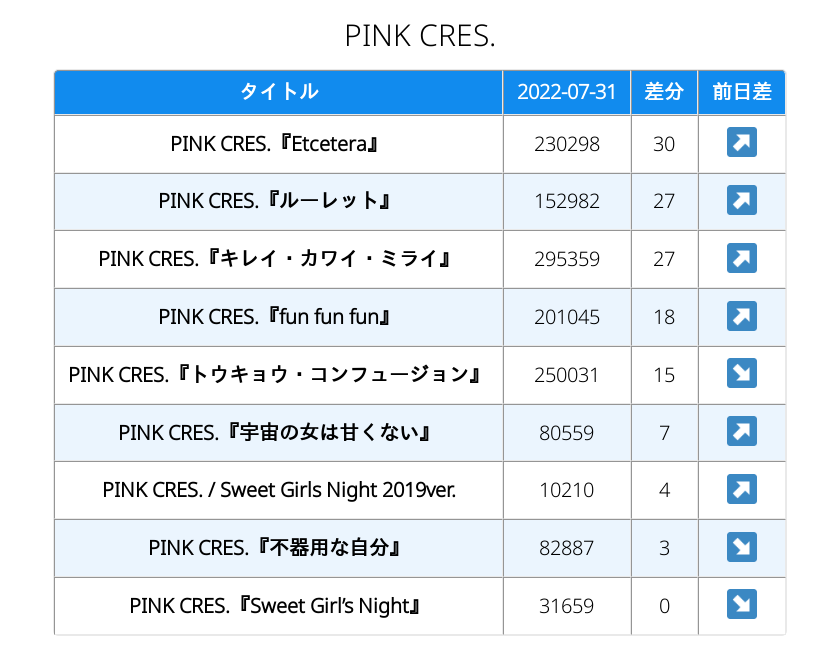 PINK CRES.
タイトル 2022-07-31 差分 前日差
PINK CRES.『Etcetera』 230298 30
PINK CRES.『ルーレット』 152982 27
PINK CRES.『キレイ・カワイ・ミライ』 295359 27
PINK CRES.『fun fun fun』 201045 18
PINK CRES.『トウキョウ・コンフュージョン』 250031 15
PINK CRES.『宇宙の女は甘くない』 80559 7
PINK CRES. / Sweet Girls Night 2019ver. 10210 4
PINK CRES.『不器用な自分』 82887 3
PINK CRES.『Sweet Girl’s Night』 31659 0